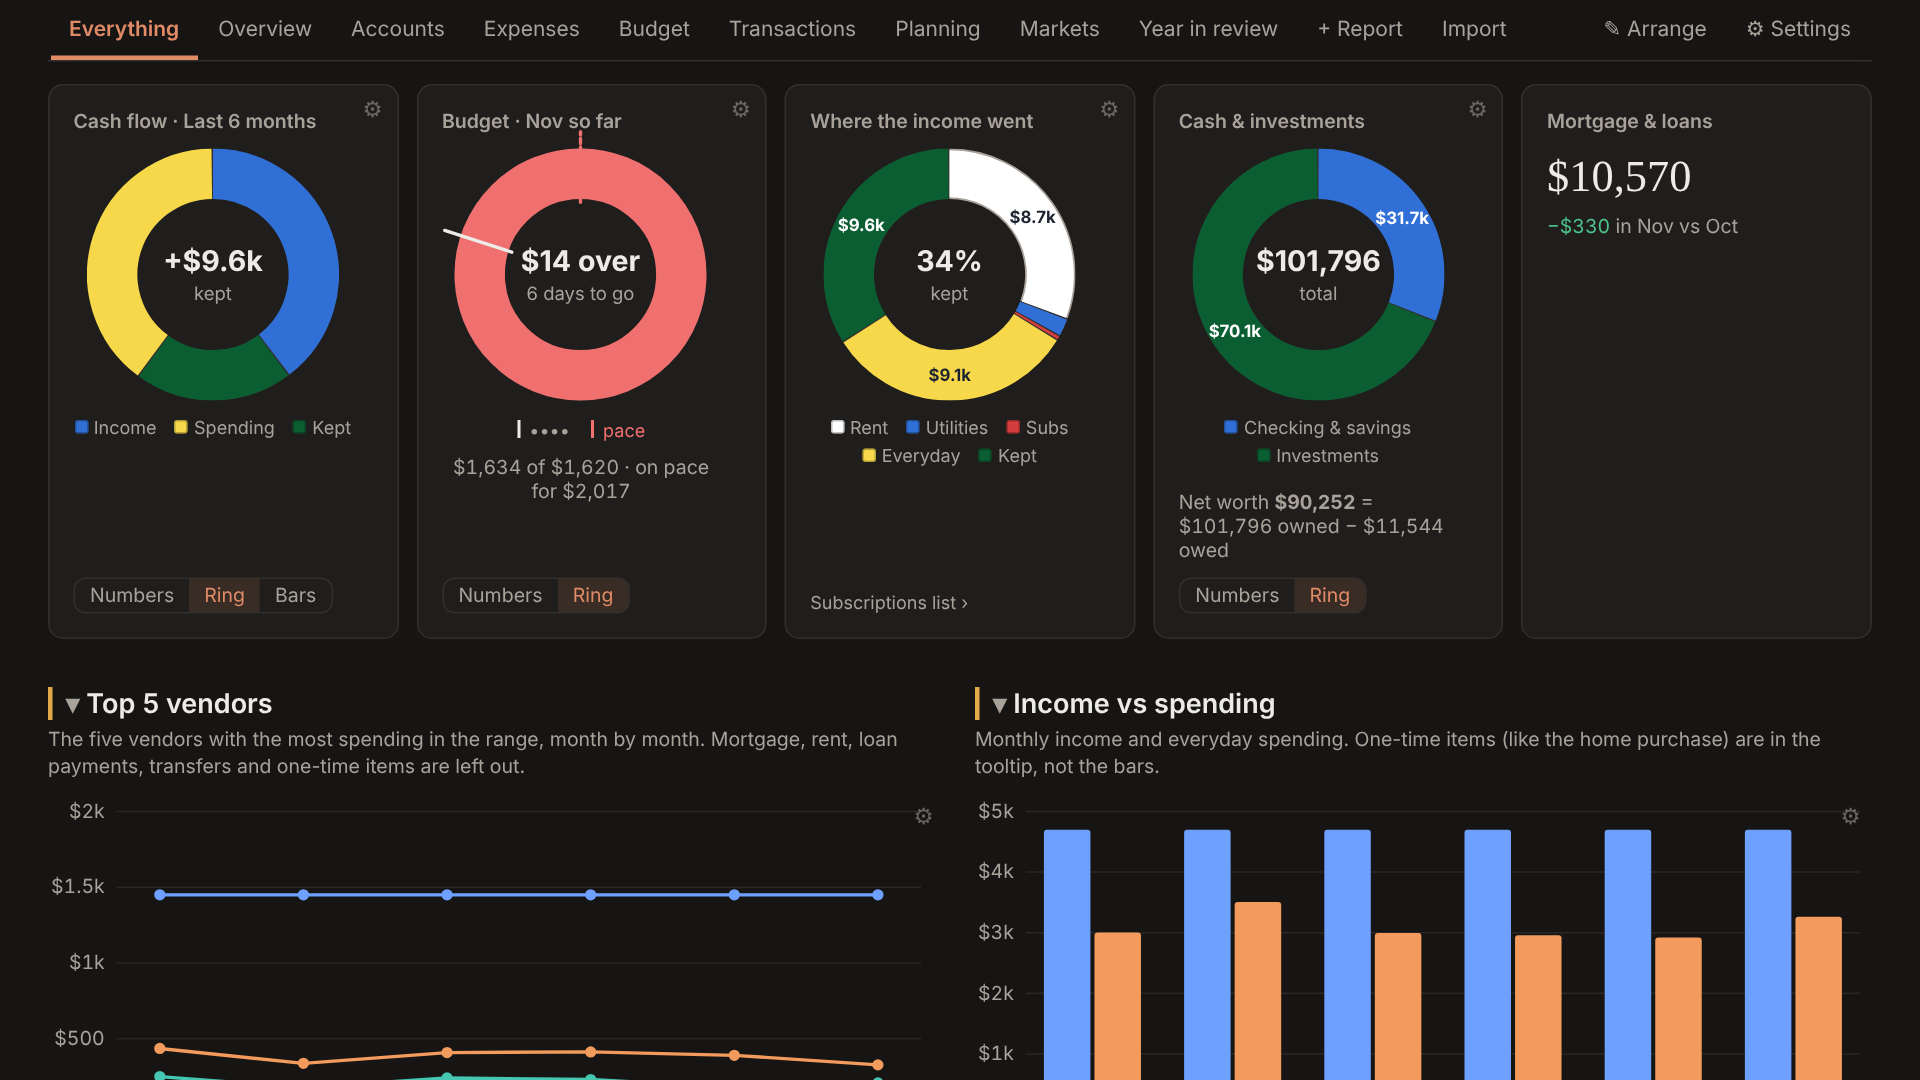 Everything Overview Accounts Expenses Budget Transactions Planning Markets Year in review + Report Import ✎ Arrange ⚙ Settings
Cash flow · Last 6 months
+$9.6k
kept
Income Spending Kept
Numbers Ring Bars
Budget · Nov so far
$14 over
6 days to go
•••• pace
$1,634 of $1,620 · on pace
for $2,017
Numbers Ring
Where the income went
$8.7k
$9.6k
34%
kept
$9.1k
Rent Utilities Subs
Everyday Kept
Subscriptions list ›
Cash & investments
$31.7k
$101,796
total
$70.1k
Checking & savings
Investments
Net worth $90,252 =
$101,796 owned − $11,544
owed
Numbers Ring
Mortgage & loans
$10,570
−$330 in Nov vs Oct
▼ Top 5 vendors
The five vendors with the most spending in the range, month by month. Mortgage, rent, loan
payments, transfers and one-time items are left out.
$2k
$1.5k
$1k
$500
▼ Income vs spending
Monthly income and everyday spending. One-time items (like the home purchase) are in the
tooltip, not the bars.
$5k
$4k
$3k
$2k
$1k